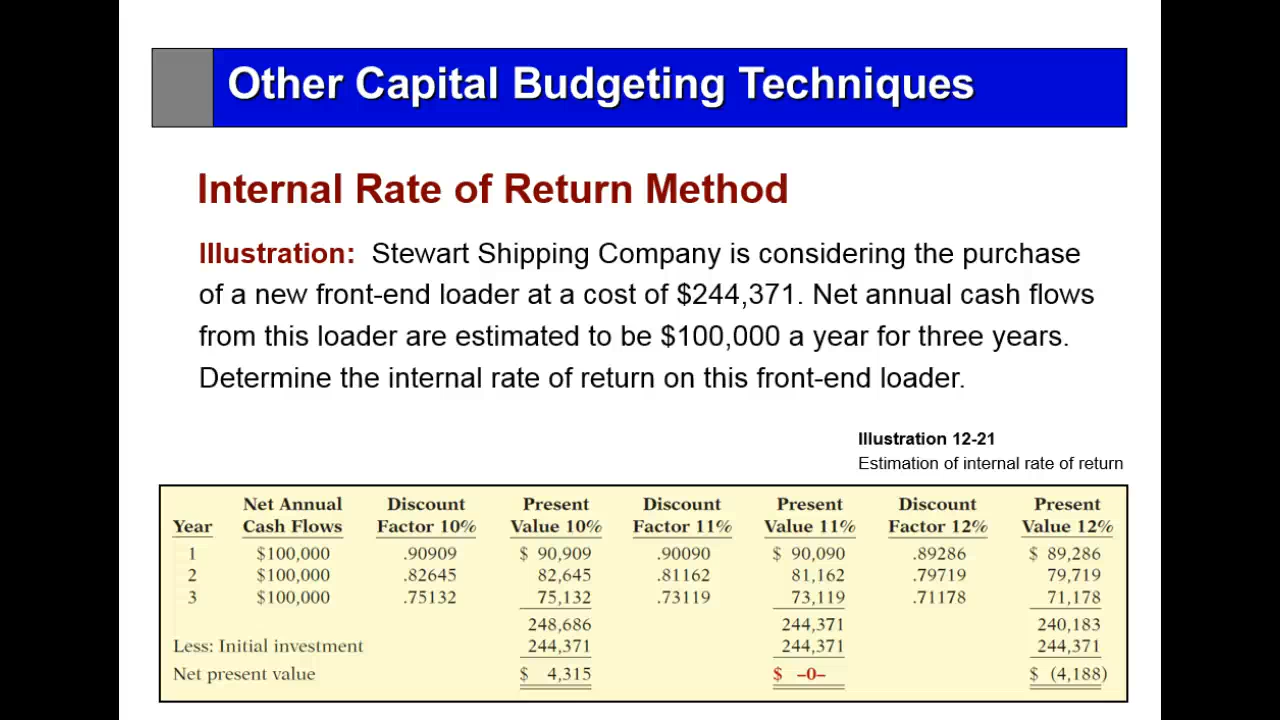 Other Capital Budgeting Techniques
Internal Rate of Return Method
Illustration: Stewart Shipping Company is considering the purchase
of a new front-end loader at a cost of $244,371. Net annual cash flows
from this loader are estimated to be $100,000 a year for three years.
Determine the internal rate of return on this front-end loader.
Illustration 12-21
Estimation of internal rate of return
Net Annual Discount Present Discount Present Discount Present
Year Cash Flows Factor 10% Value 10% Factor 11% Value 11% Factor 12% Value 12%
1 $100,000 .90909 $ 90,909 .90090 $ 90,090 .89286 $ 89,286
2 $100,000 .82645 82,645 .81162 81,162 .79719 79,719
3 $100,000 .75132 75,132 .73119 73,119 .71178 71,178
248,686 244,371 240,183
Less: Initial investment 244,371 244,371 244,371
Net present value $ 4,315 $ –0– $ (4,188)